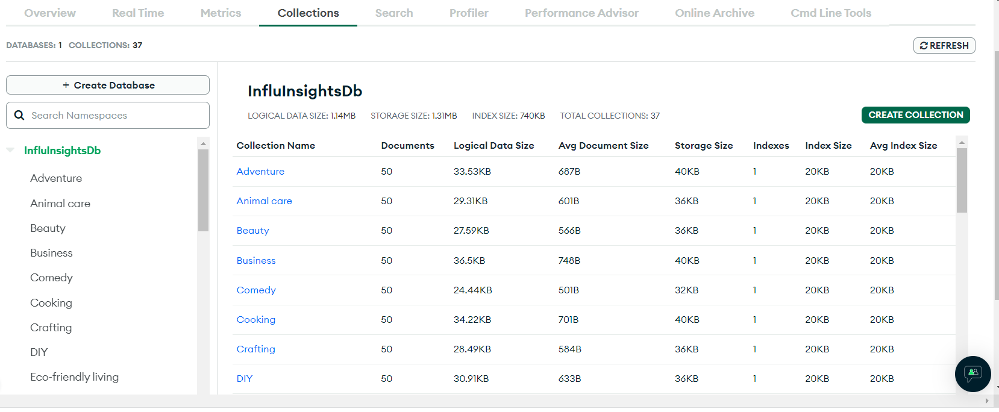 Overview Real Time Metrics Collections Search Profiler Performance Advisor Online Archive Cmd Line Tools
DATABASES: 1 COLLECTIONS: 37
REFRESH
+ Create Database
Search Namespaces
InfluInsightsDb
Adventure
Animal care
Beauty
Business
Comedy
Cooking
Crafting
DIY
Eco-friendly living
InfluInsightsDb
LOGICAL DATA SIZE: 1.14MB STORAGE SIZE: 1.31MB INDEX SIZE: 740KB TOTAL COLLECTIONS: 37
CREATE COLLECTION
Collection Name Documents Logical Data Size Avg Document Size Storage Size Indexes Index Size Avg Index Size
Adventure 50 33.53KB 687B 40KB 1 20KB 20KB
Animal care 50 29.31KB 601B 36KB 1 20KB 20KB
Beauty 50 27.59KB 566B 36KB 1 20KB 20KB
Business 50 36.5KB 748B 40KB 1 20KB 20KB
Comedy 50 24.44KB 501B 32KB 1 20KB 20KB
Cooking 50 34.22KB 701B 40KB 1 20KB 20KB
Crafting 50 28.49KB 584B 36KB 1 20KB 20KB
DIY 50 30.91KB 633B 36KB 1 20KB 20KB